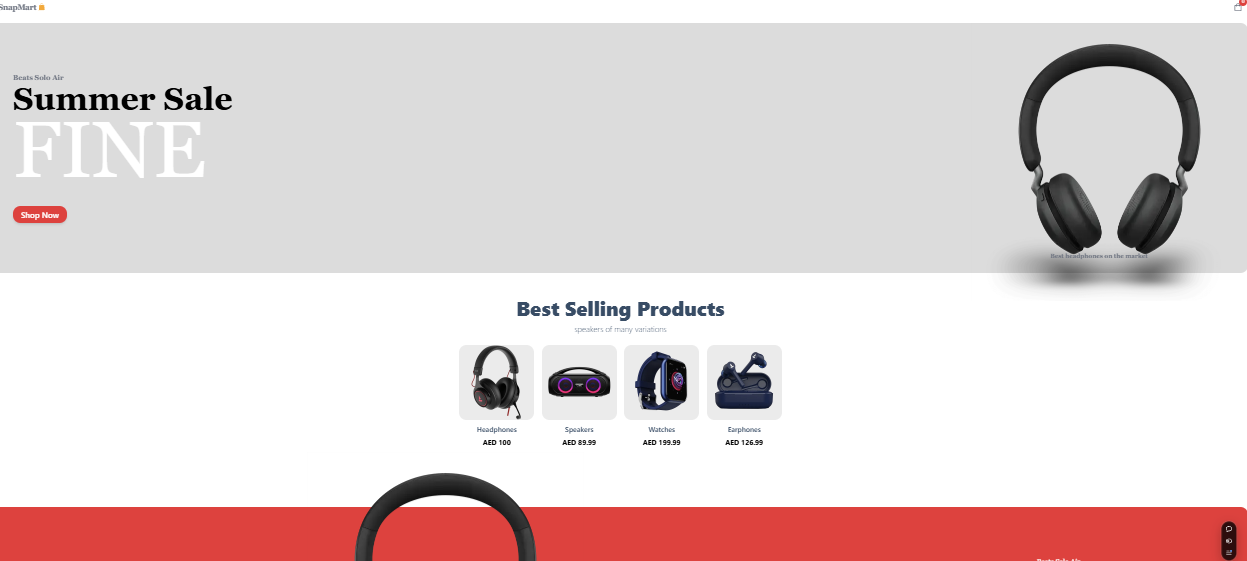 SnapMart
Beats Solo Air
Summer Sale
FINE
Shop Now
Best headphones on the market
Best Selling Products
speakers of many variations
Headphones
AED 100
Speakers
AED 89.99
Watches
AED 199.99
Earphones
AED 126.99
Beats Solo Air